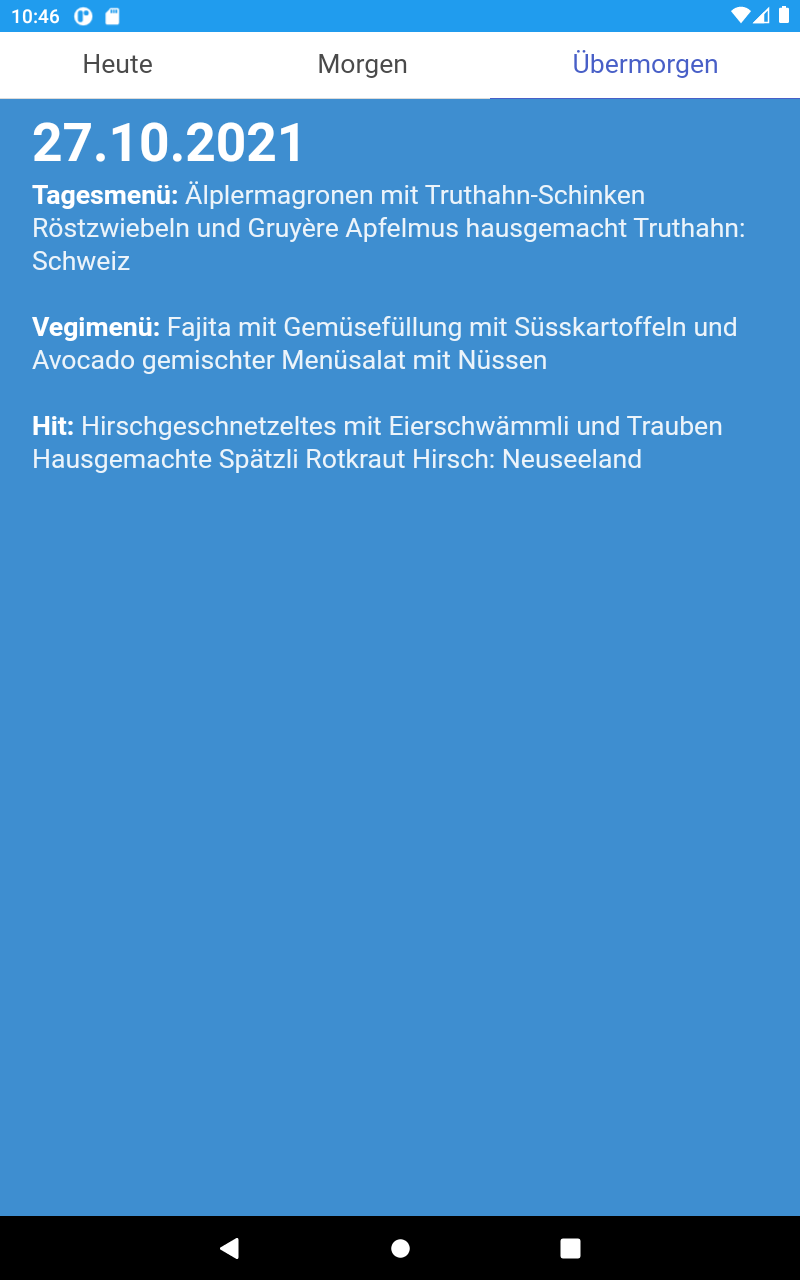 10:46
Heute Morgen Übermorgen
27.10.2021
Tagesmenü: Älplermagronen mit Truthahn-Schinken
Röstzwiebeln und Gruyère Apfelmus hausgemacht Truthahn:
Schweiz
Vegimenü: Fajita mit Gemüsefüllung mit Süsskartoffeln und
Avocado gemischter Menüsalat mit Nüssen
Hit: Hirschgeschnetzeltes mit Eierschwämmli und Trauben
Hausgemachte Spätzli Rotkraut Hirsch: Neuseeland